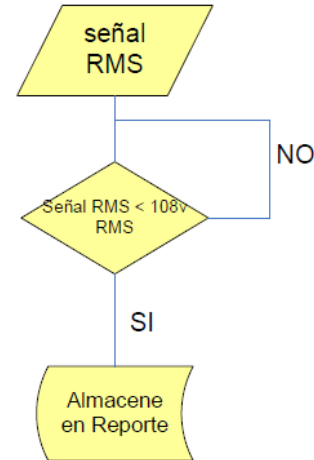 señal
RMS
NO
Señal RMS < 108v
RMS
SI
Almacene
en Reporte